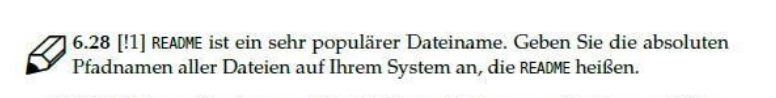 6.28 [!1] README ist ein sehr populärer Dateiname. Geben Sie die absoluten
Pfadnamen aller Dateien auf Ihrem System an, die README heißen.